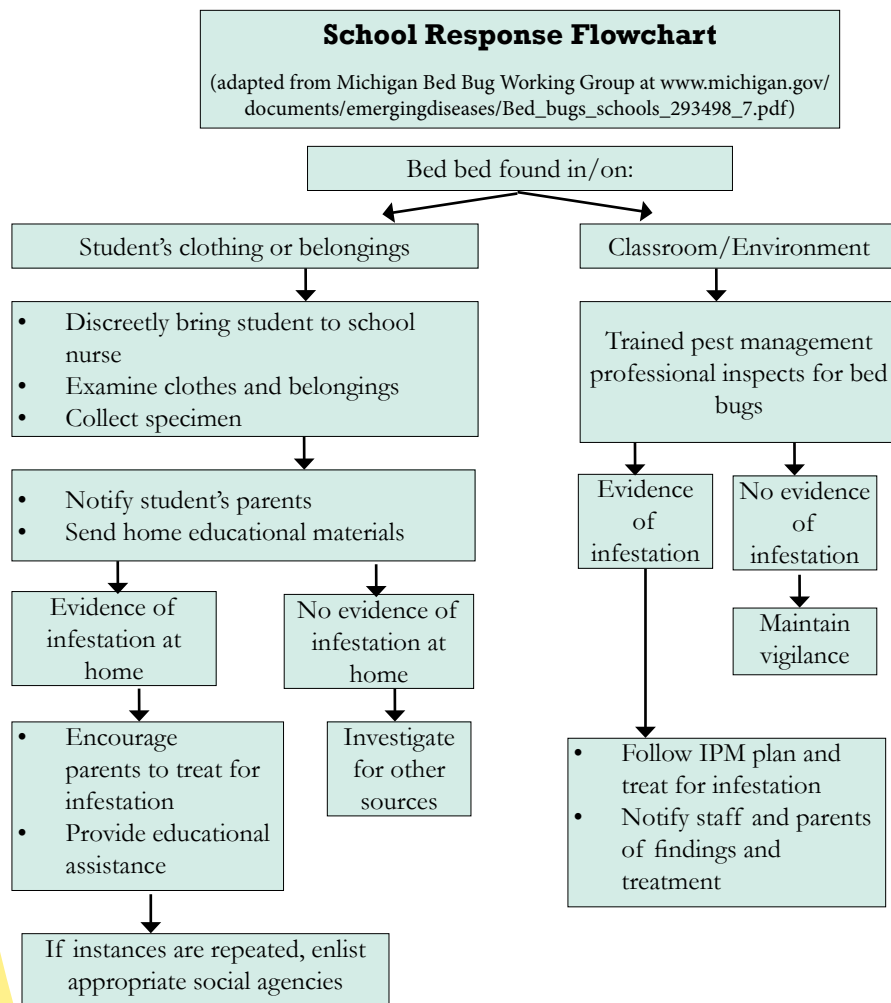 School Response Flowchart
(adapted from Michigan Bed Bug Working Group at www.michigan.gov/
documents/emergingdiseases/Bed_bugs_schools_293498_7.pdf)
Bed bed found in/on:
Student's clothing or belongings
• Discreetly bring student to school
nurse
• Examine clothes and belongings
• Collect specimen
• Notify student's parents
• Send home educational materials
Evidence of
infestation at
home
• Encourage
parents to treat for
infestation
• Provide educational
assistance
If instances are repeated, enlist
appropriate social agencies
No evidence of
infestation at
home
Investigate
for other
sources
Classroom/Environment
Trained pest management
professional inspects for bed
bugs
Evidence
of
infestation
• Follow IPM plan and
treat for infestation
• Notify staff and parents
of findings and
treatment
No evidence
of
infestation
Maintain
vigilance